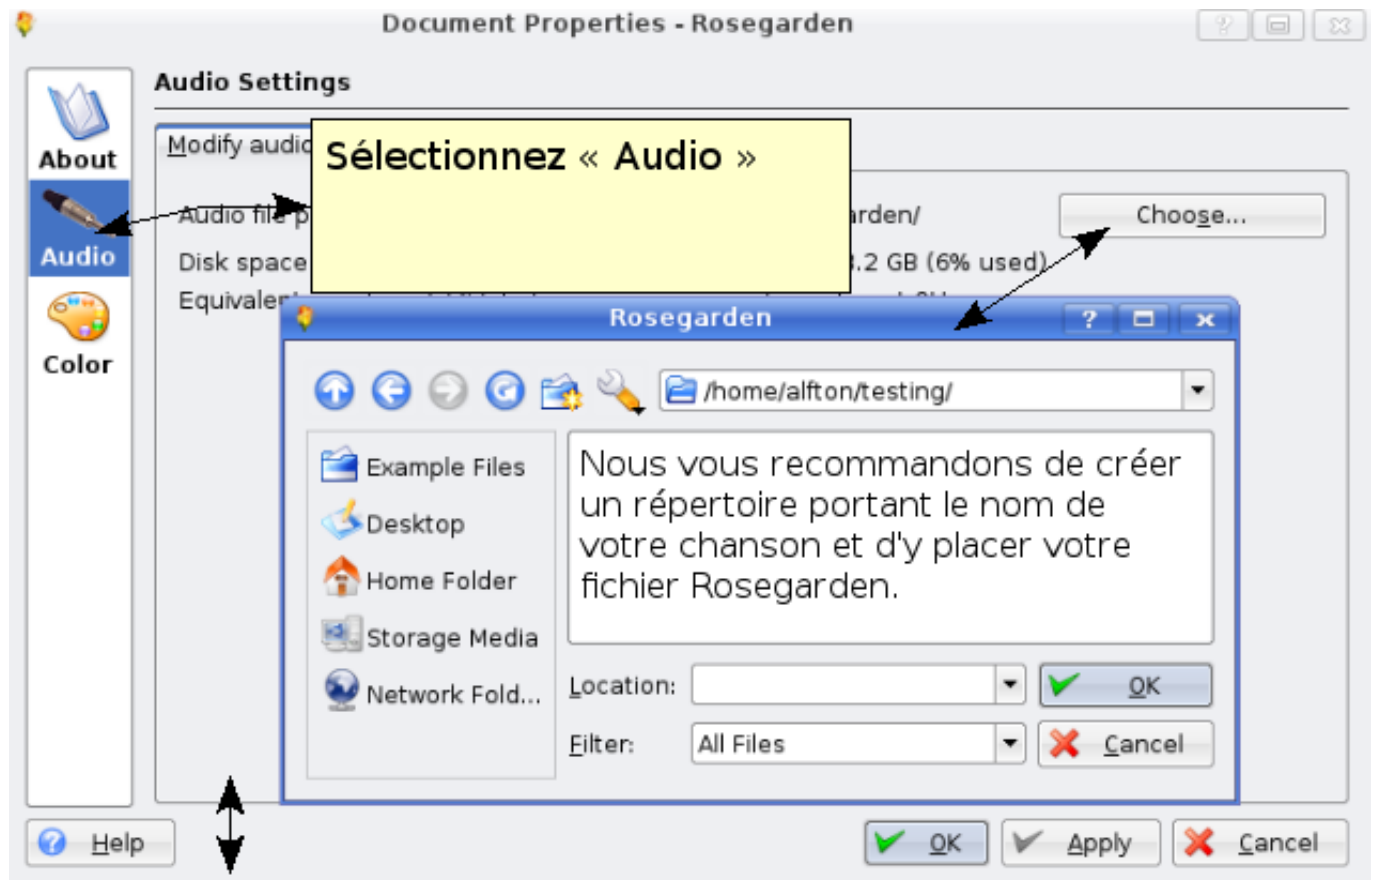 Document Properties - Rosegarden
Audio Settings
About
Modify audio
Sélectionnez « Audio »
Audio file p
arden/
Choose...
Audio
Disk space
.2 GB (6% used)
Color
Rosegarden
/home/alfton/testing/
Example Files
Desktop
Home Folder
Storage Media
Network Fold...
Nous vous recommandons de créer
un répertoire portant le nom de
votre chanson et d'y placer votre
fichier Rosegarden.
Location:
OK
Filter:
All Files
Cancel
Help
OK
Apply
Cancel